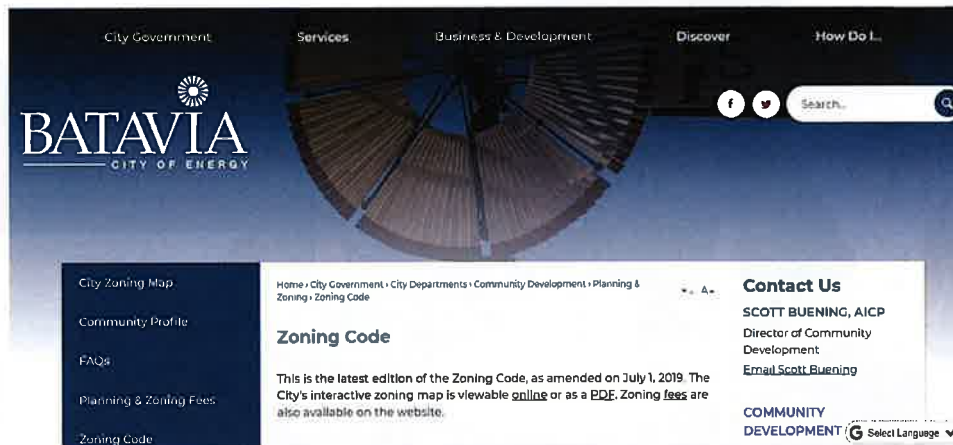 City Government
Services
Business & Development
Discover
How Do I...
Search...
BATAVIA
CITY OF ENERGY
City Zoning Map
Community Profile
FAQs
Planning & Zoning Fees
Zoning Code
Home › City Government › City Departments › Community Development › Planning &
Zoning › Zoning Code
Zoning Code
This is the latest edition of the Zoning Code, as amended on July 1, 2019. The
City's interactive zoning map is viewable online or as a PDF. Zoning fees are
also available on the website.
Contact Us
SCOTT BUENING, AICP
Director of Community
Development
Email Scott Buening
COMMUNITY
DEVELOPMENT
G Select Language